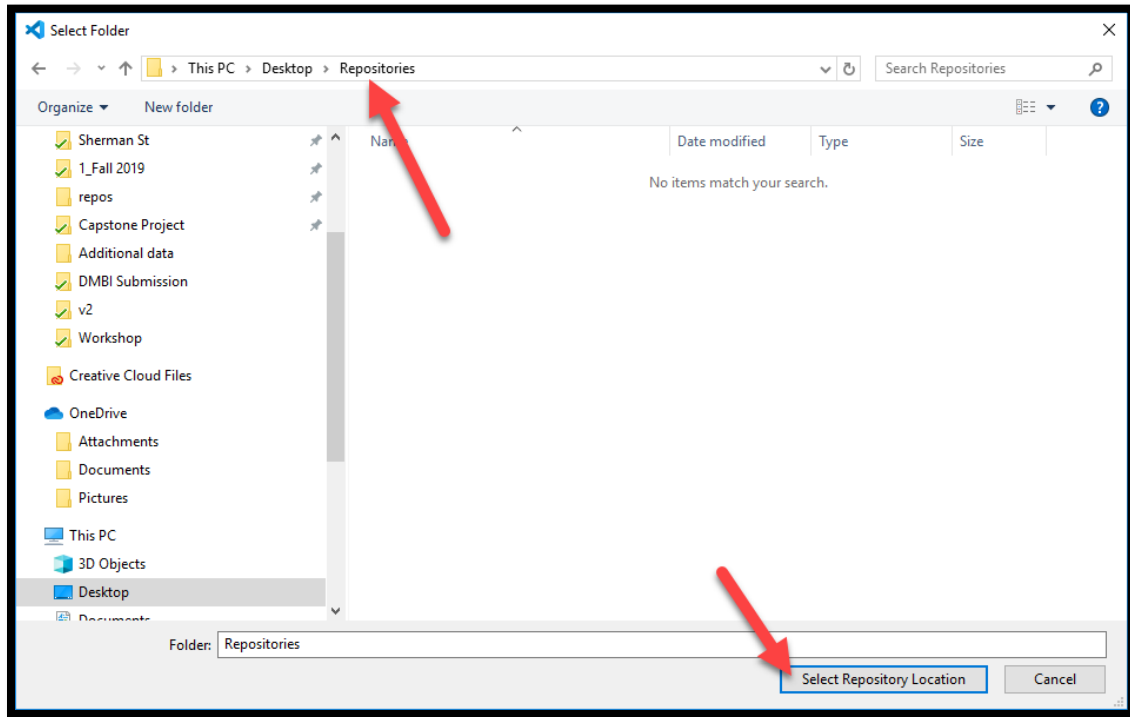 Select Folder
This PC > Desktop > Repositories
Search Repositories
Organize
New folder
Sherman St
1_Fall 2019
repos
Capstone Project
Additional data
DMBI Submission
v2
Workshop
Creative Cloud Files
OneDrive
Attachments
Documents
Pictures
This PC
3D Objects
Desktop
Documents
Name
Date modified
Type
Size
No items match your search.
Folder:
Repositories
Select Repository Location
Cancel